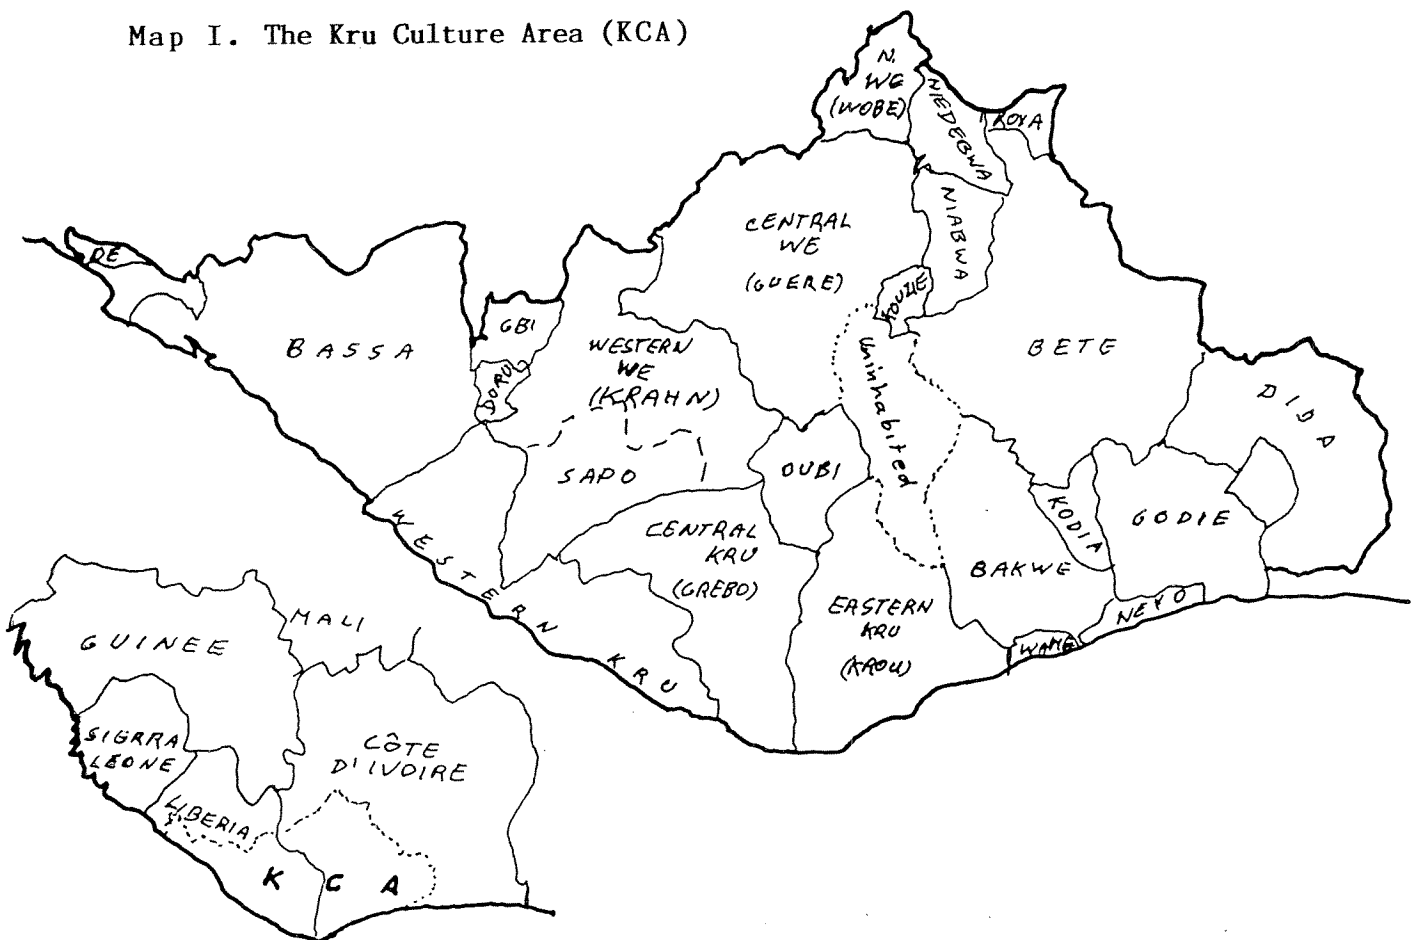 Map I. The Kru Culture Area (KCA)
N.
WE
(WOBE)
NIEDEBWA
KOYA
CENTRAL
WE
(GUERE)
NIABWA
KOUZIE
DE
BASSA
GBI
DORU
WESTERN
WE
(KRAHN)
Uninhabited
BETE
DIDA
SAPO
OUBI
KODIA
GODIE
WESTERN KRU
CENTRAL
KRU
(GREBO)
BAKWE
EASTERN
KRU
(KROU)
NEYO
WANE
GUINEE
MALI
SIERRA
LEONE
CÔTE
D'IVOIRE
LIBERIA
K C A